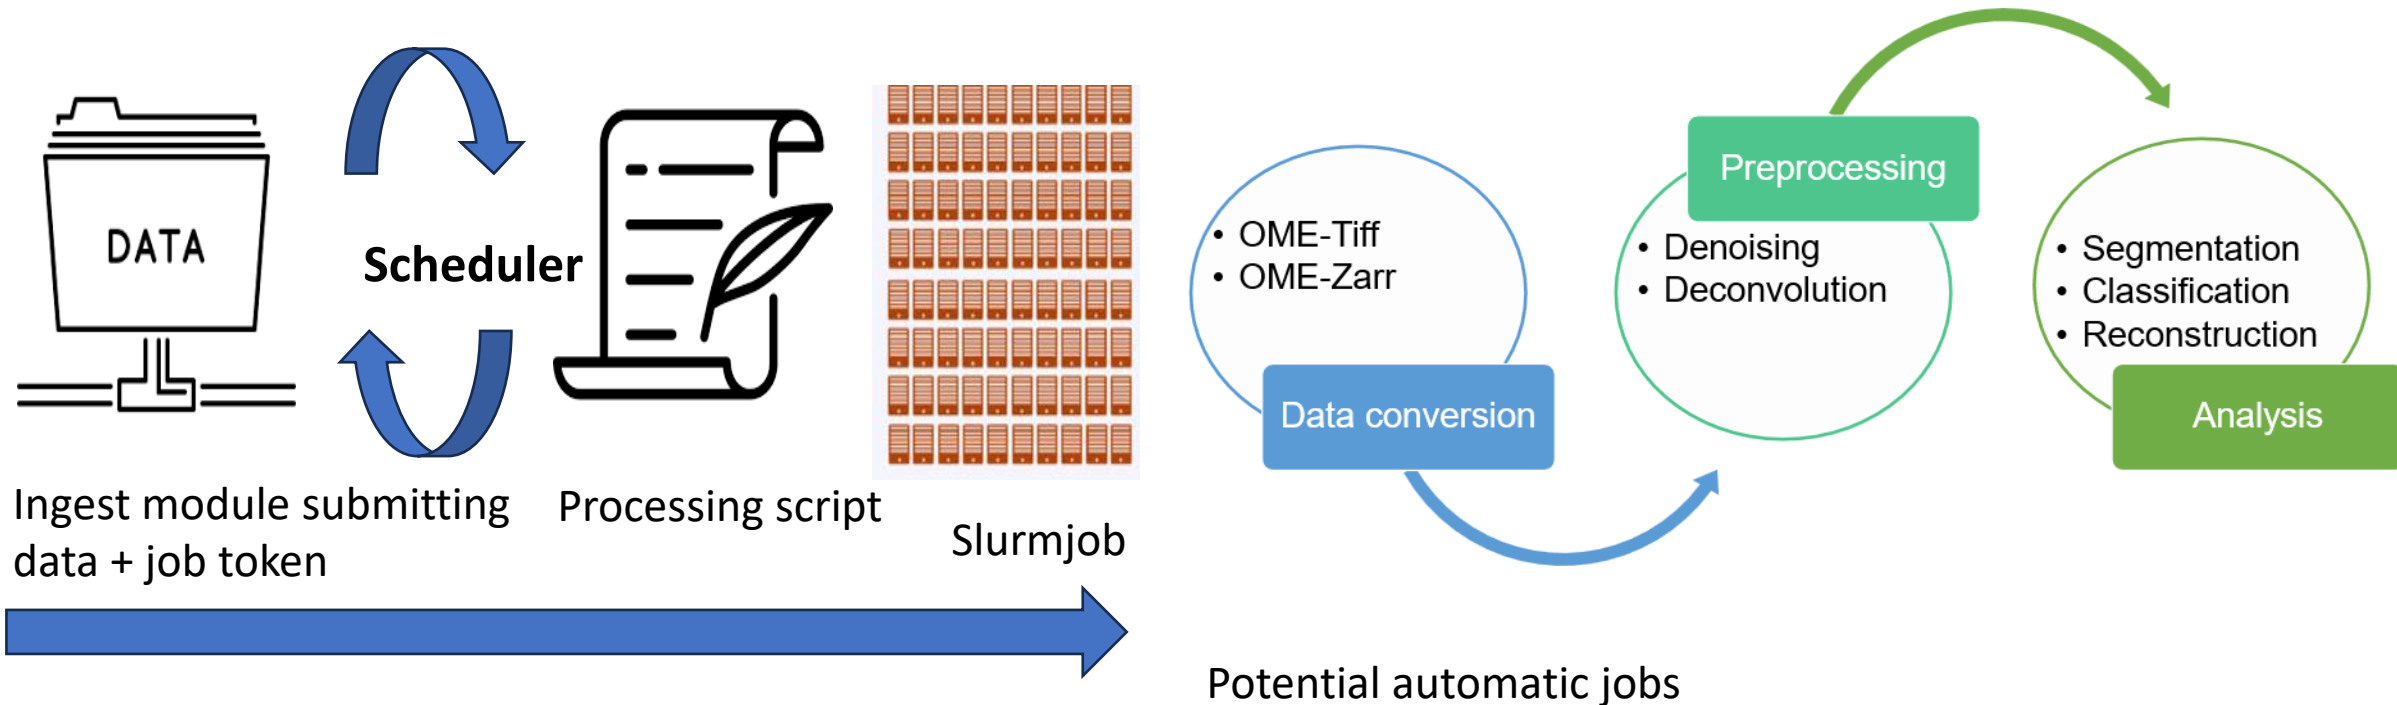 DATA
Scheduler
Ingest module submitting
data + job token
Processing script
Slurmjob
• OME-Tiff
• OME-Zarr
Data conversion
Preprocessing
• Denoising
• Deconvolution
• Segmentation
• Classification
• Reconstruction
Analysis
Potential automatic jobs